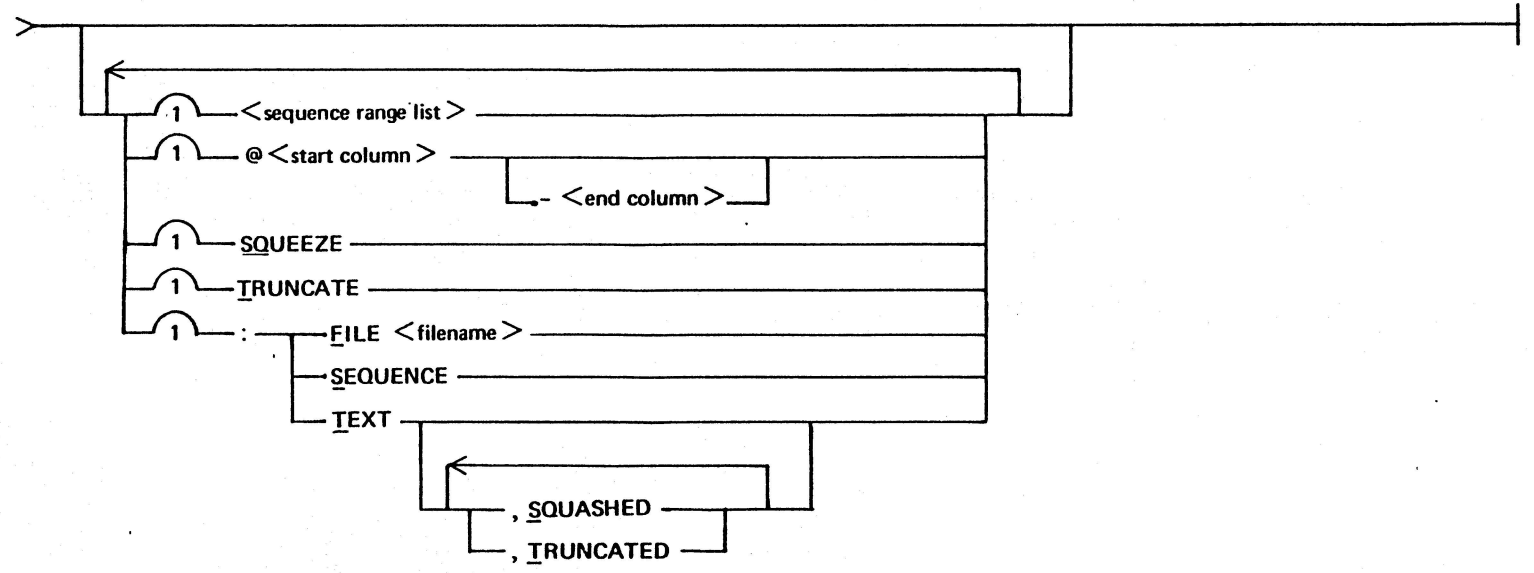 1 <sequence range list>
1 @ <start column>
- <end column>
1 SQUEEZE
1 TRUNCATE
1 : FILE <filename>
SEQUENCE
TEXT
, SQUASHED
, TRUNCATED